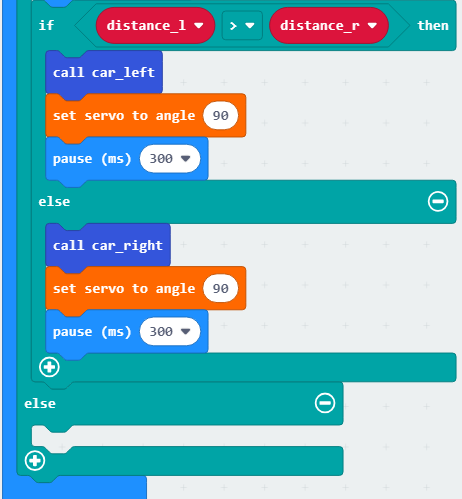 if distance_l > distance_r then
call car_left
set servo to angle 90
pause (ms) 300
else
call car_right
set servo to angle 90
pause (ms) 300
else